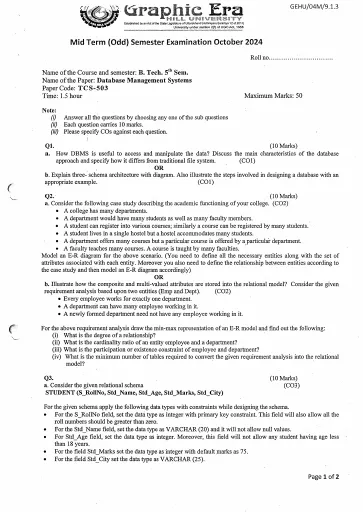 GEHU/04M/9.1.3
Graphic Era
HILL UNIVERSITY
Mid Term (Odd) Semester Examination October 2024
Roll no...............................
Name of the Course and semester: B. Tech. 5th Sem.
Name of the Paper: Database Management Systems
Paper Code: TCS-503
Time: 1.5 hour Maximum Marks: 50
Note:
(i) Answer all the questions by choosing any one of the sub questions
(ii) Each question carries 10 marks.
(iii) Please specify COs against each question.
Q1. (10 Marks)
a. How DBMS is useful to access and manipulate the data? Discuss the main characteristics of the database
approach and specify how it differs from traditional file system. (CO1)
OR
b. Explain three- schema architecture with diagram. Also illustrate the steps involved in designing a database with an
appropriate example. (CO1)
Q2. (10 Marks)
a. Consider the following case study describing the academic functioning of your college. (CO2)
• A college has many departments.
• A department would have many students as well as many faculty members.
• A student can register into various courses; similarly a course can be registered by many students.
• A student lives in a single hostel but a hostel accommodates many students.
• A department offers many courses but a particular course is offered by a particular department.
• A faculty teaches many courses. A course is taught by many faculties.
Model an E-R diagram for the above scenario. (You need to define all the necessary entities along with the set of
attributes associated with each entity. Moreover you also need to define the relationship between entities according to
the case study and then model an E-R diagram accordingly)
OR
b. Illustrate how the composite and multi-valued attributes are stored into the relational model? Consider the given
requirement analysis based upon two entities (Emp and Dept). (CO2)
• Every employee works for exactly one department.
• A department can have many employee working in it.
• A newly formed department need not have any employee working in it.
For the above requirement analysis draw the min-max representation of an E-R model and find out the following:
(i) What is the degree of a relationship?
(ii) What is the cardinality ratio of an entity employee and a department?
(iii) What is the participation or existence constraint of employee and department?
(iv) What is the minimum number of tables required to convert the given requirement analysis into the relational
model?
Q3. (10 Marks)
a. Consider the given relational schema (CO3)
STUDENT (S_RollNo, Std_Name, Std_Age, Std_Marks, Std_City)
For the given schema apply the following data types with constraints while designing the schema.
• For the S_RollNo field, set the data type as integer with primary key constraint. This field will also allow all the
roll numbers should be greater than zero.
• For the Std_Name field, set the data type as VARCHAR (20) and it will not allow null values.
• For Std_Age field, set the data type as integer. Moreover, this field will not allow any student having age less
than 18 years.
• For the field Std_Marks set the data type as integer with default marks as 75.
• For the field Std_City set the data type as VARCHAR (25).
Page 1 of 2